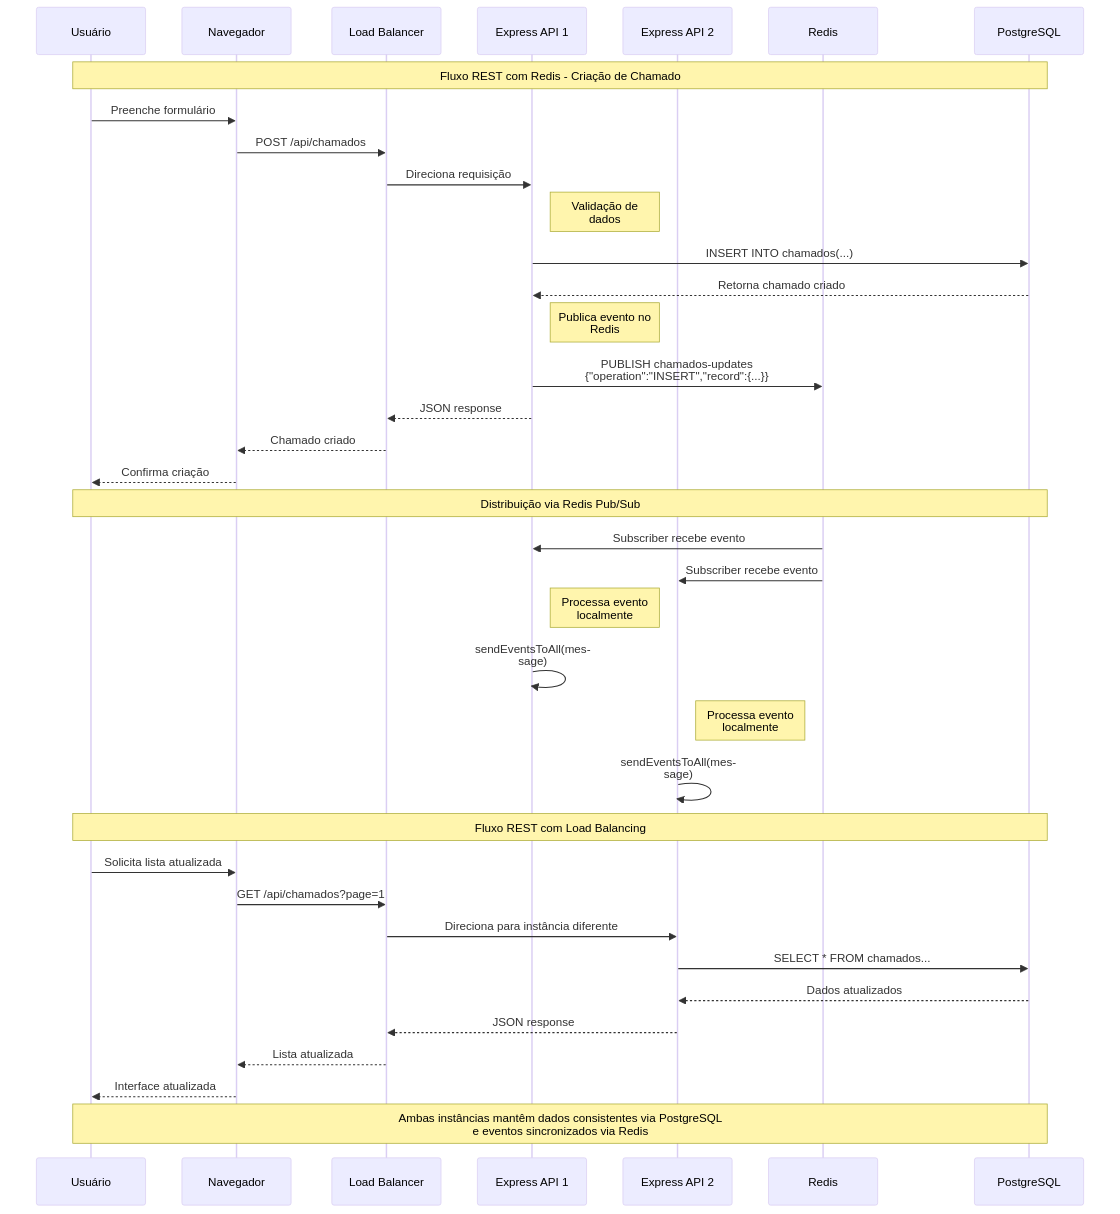 Usuário
Navegador
Load Balancer
Express API 1
Express API 2
Redis
PostgreSQL
Fluxo REST com Redis - Criação de Chamado
Preenche formulário
POST /api/chamados
Direciona requisição
Validação de
dados
INSERT INTO chamados(...)
Retorna chamado criado
Publica evento no
Redis
PUBLISH chamados-updates
{"operation":"INSERT","record":{...}}
JSON response
Chamado criado
Confirma criação
Distribuição via Redis Pub/Sub
Subscriber recebe evento
Subscriber recebe evento
Processa evento
localmente
sendEventsToAll(mes-
sage)
Processa evento
localmente
sendEventsToAll(mes-
sage)
Fluxo REST com Load Balancing
Solicita lista atualizada
GET /api/chamados?page=1
Direciona para instância diferente
SELECT * FROM chamados...
Dados atualizados
JSON response
Lista atualizada
Interface atualizada
Ambas instâncias mantêm dados consistentes via PostgreSQL
e eventos sincronizados via Redis
Usuário
Navegador
Load Balancer
Express API 1
Express API 2
Redis
PostgreSQL